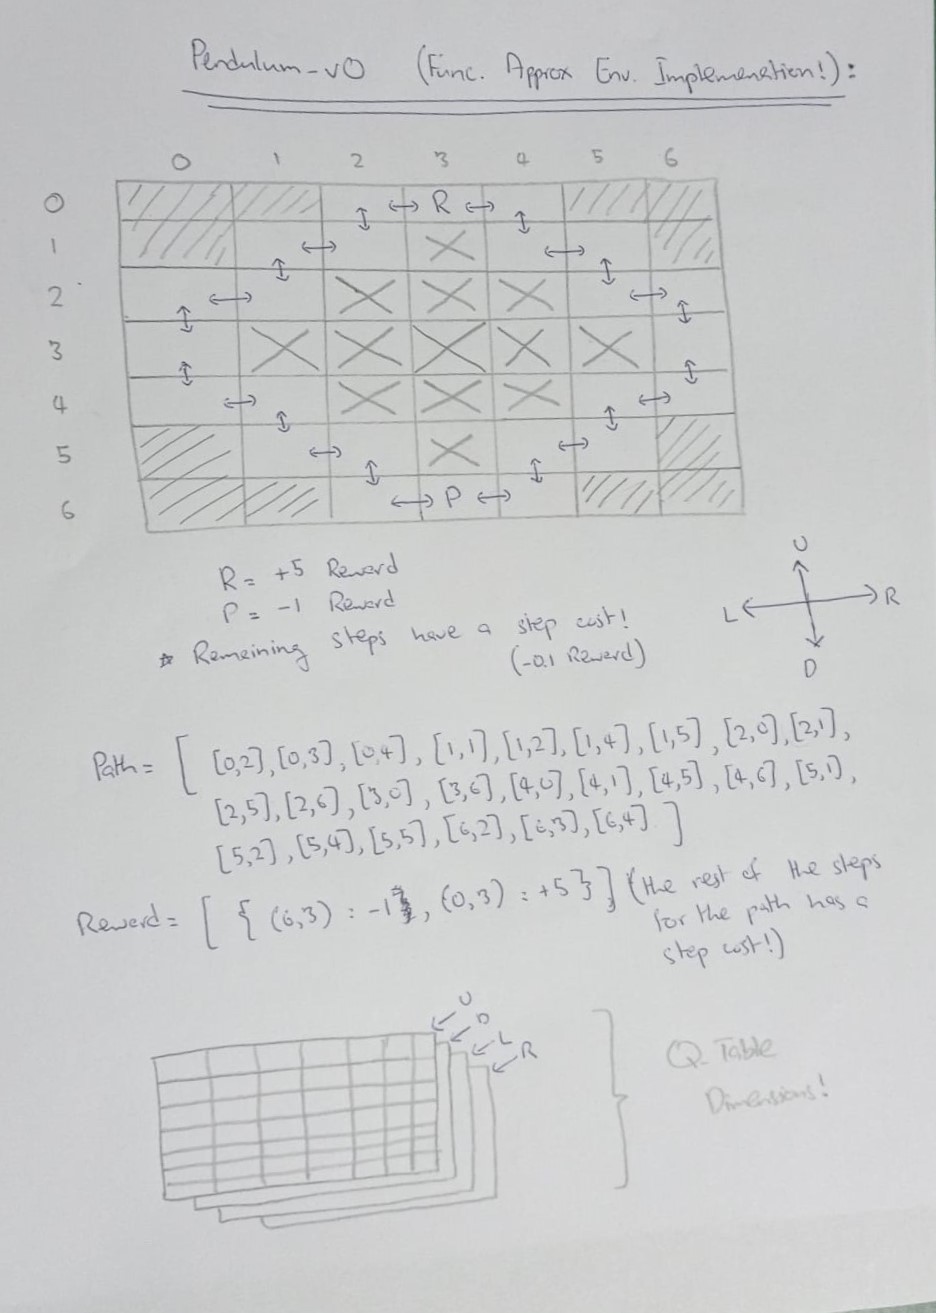 Pendulum-v0 (Func. Approx Env. Implemenetation!):
0 1 2 3 4 5 6
0 ↔ R ↔
1
2
3
4
5
6 ↔ P ↔
R = +5 Reward
P = -1 Reward
* Remaining steps have a step cost!
(-0.1 Reward)
U
L R
D
Path = [ [0,2], [0,3], [0,4], [1,1], [1,2], [1,4], [1,5], [2,0], [2,1],
[2,5], [2,6], [3,0], [3,6], [4,0], [4,1], [4,5], [4,6], [5,1],
[5,2], [5,4], [5,5], [6,2], [6,3], [6,4] ]
Reward = [ { (6,3) : -1, (0,3) : +5 } ] (the rest of the steps
for the path has a
step cost!)
U
D
L
R
Q-Table
Dimensions!